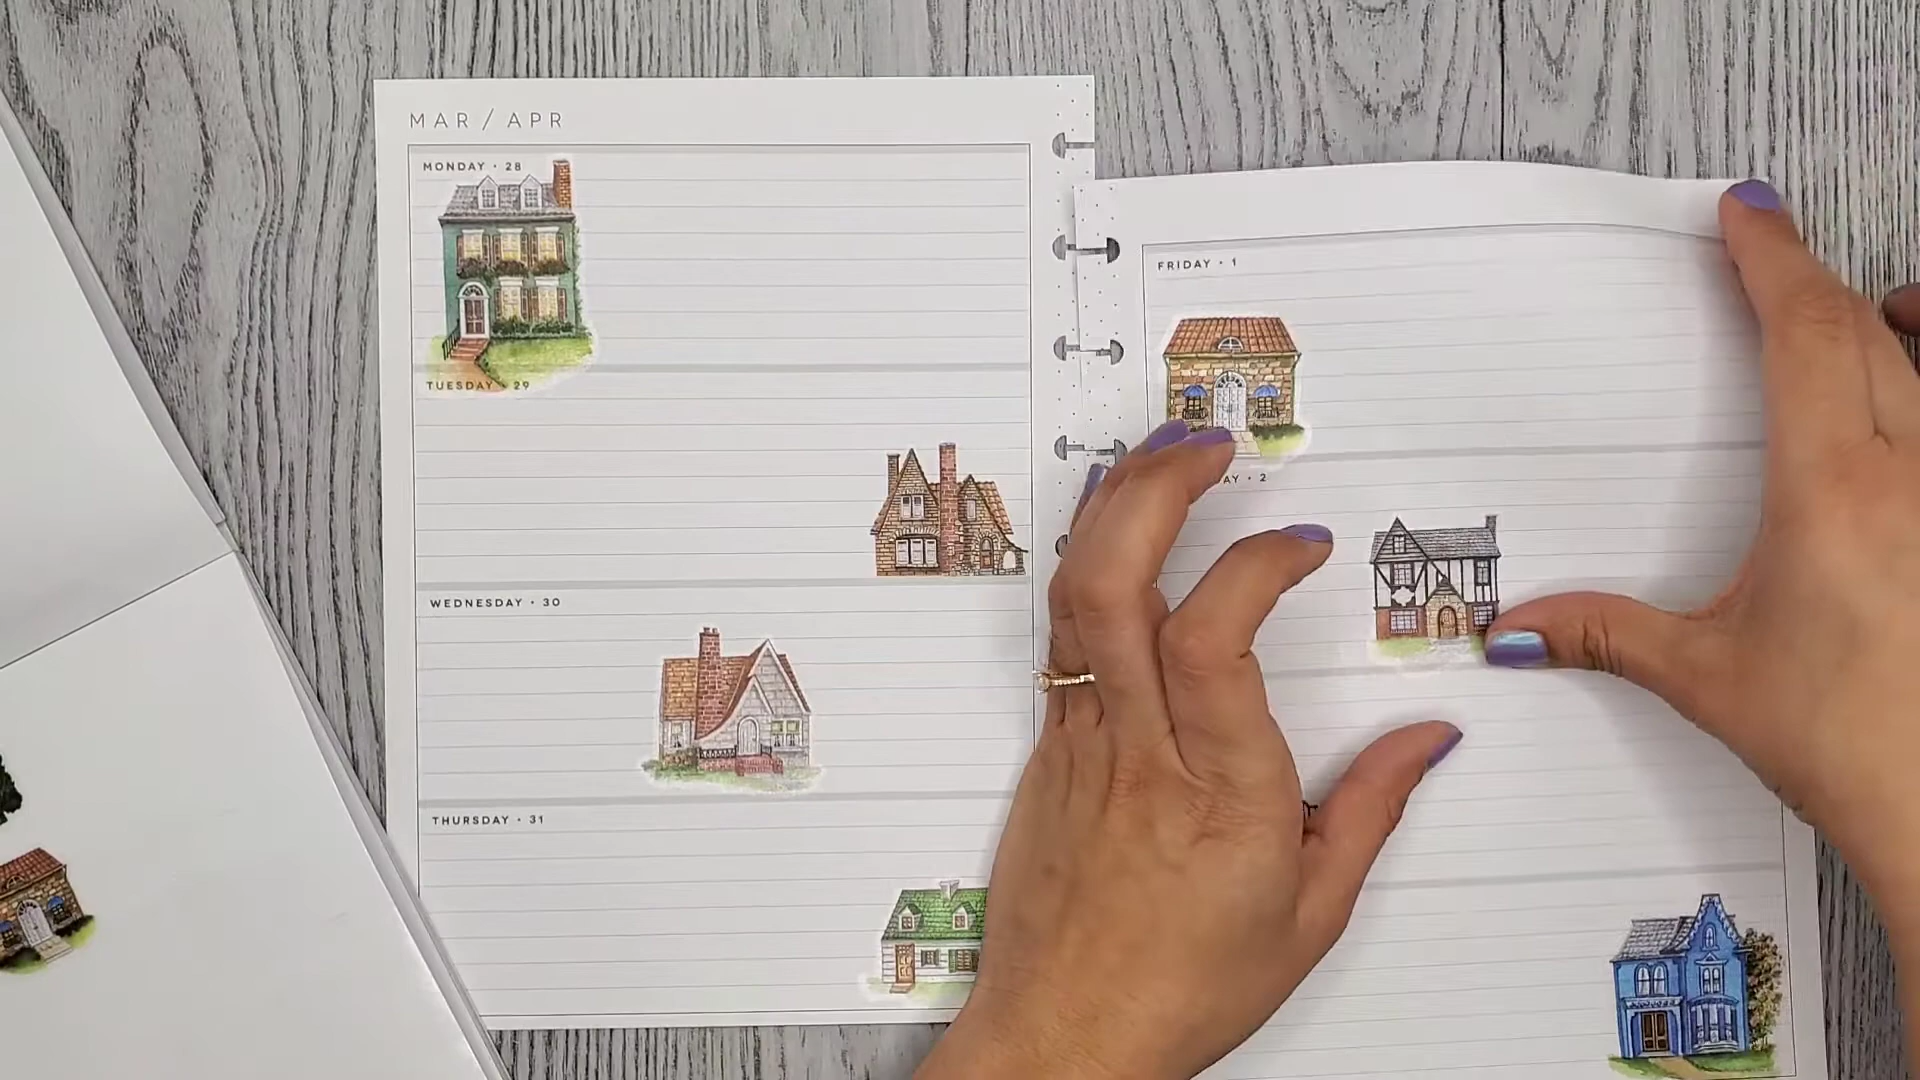 MAR / APR
MONDAY • 28
TUESDAY • 29
WEDNESDAY • 30
THURSDAY • 31
FRIDAY • 1
AY • 2